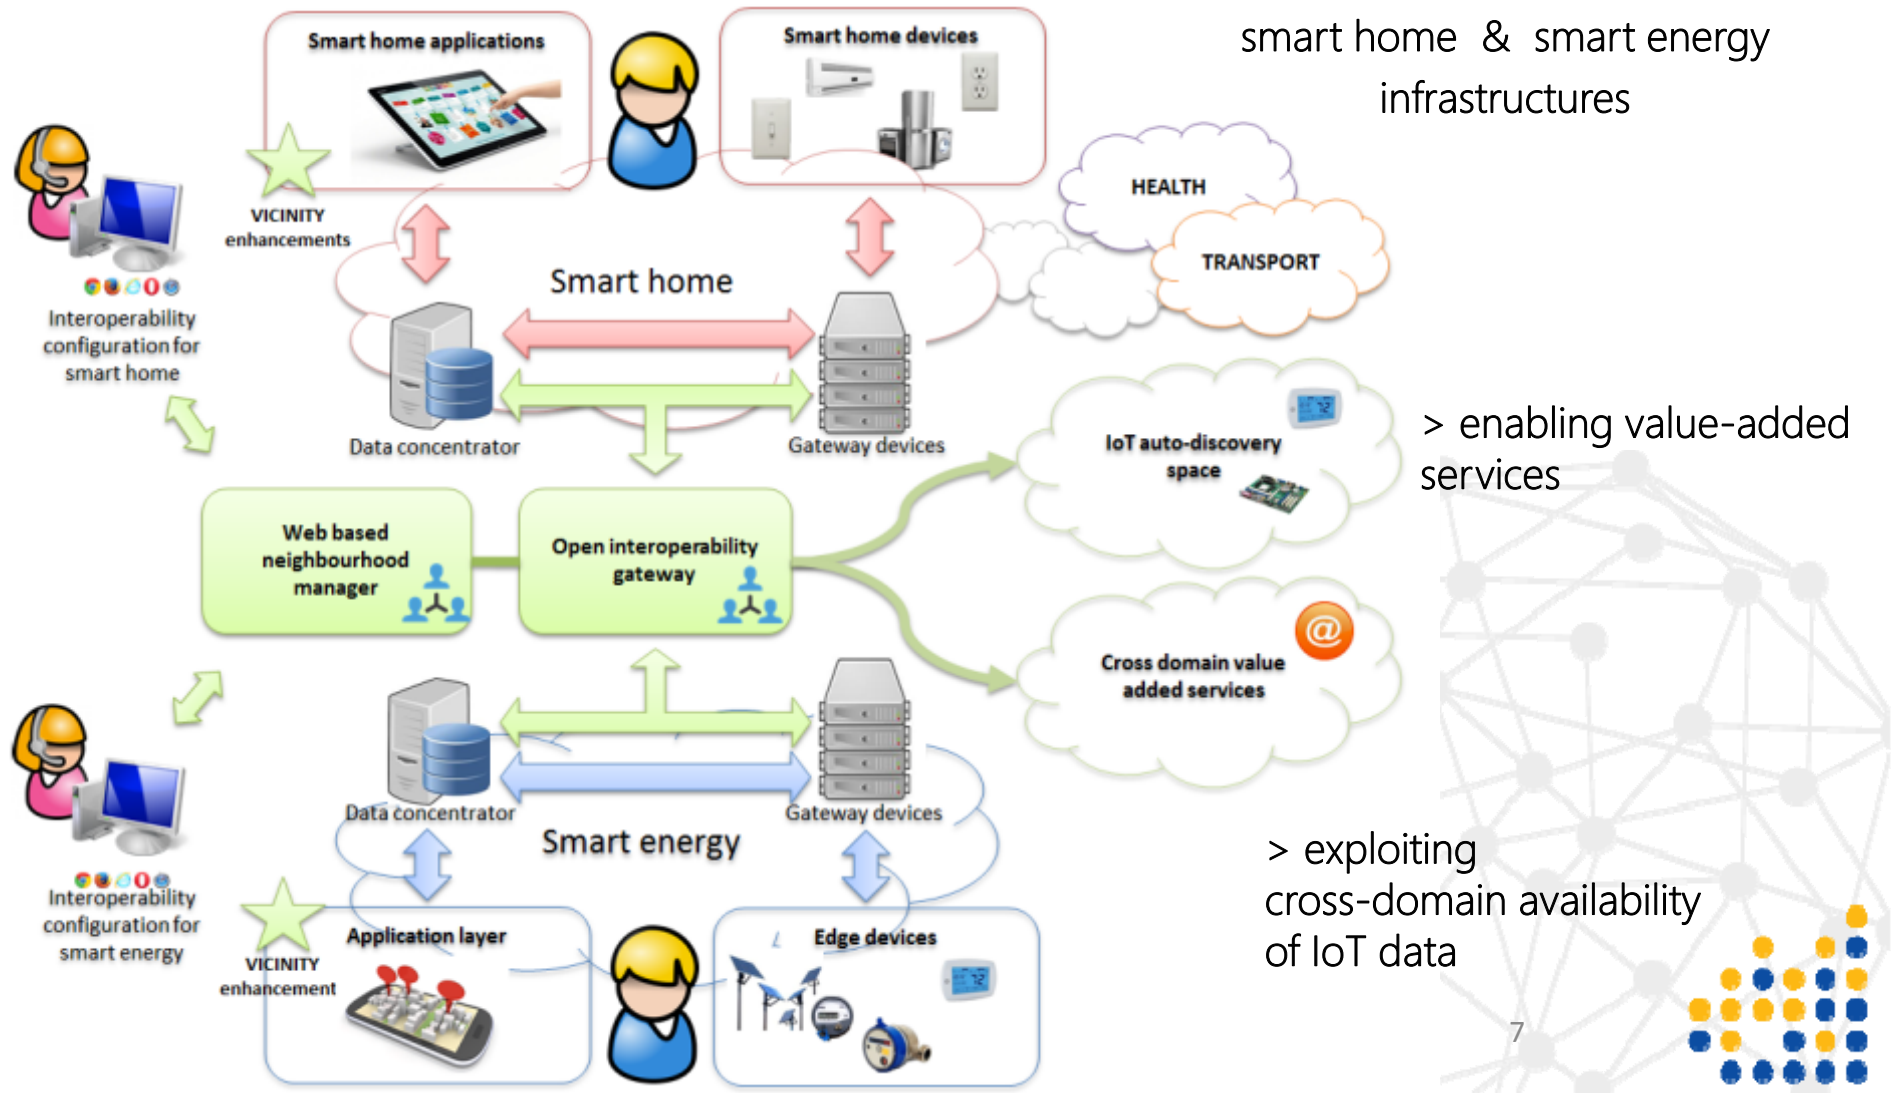 smart home & smart energy
infrastructures
Smart home applications
Smart home devices
VICINITY
enhancements
HEALTH
TRANSPORT
Smart home
Interoperability
configuration for
smart home
Data concentrator
Gateway devices
IoT auto-discovery
space
> enabling value-added
services
Web based
neighbourhood
manager
Open interoperability
gateway
@
Cross domain value
added services
Data concentrator
Gateway devices
Smart energy
Interoperability
configuration for
smart energy
VICINITY
enhancement
Application layer
Edge devices
> exploiting
cross-domain availability
of IoT data
7